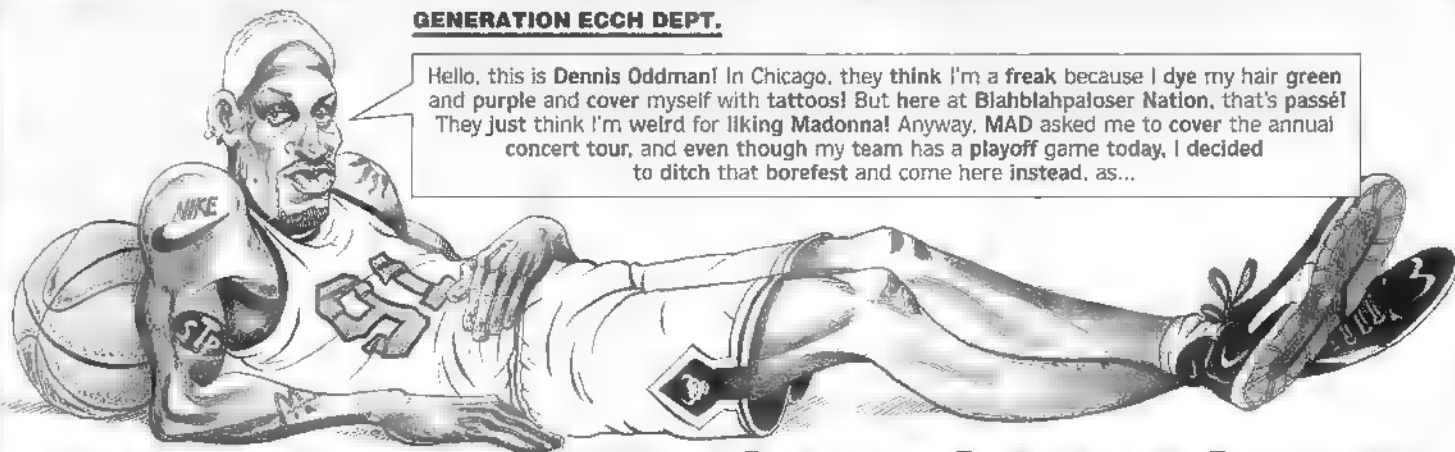 GENERATION ECCH DEPT.
Hello, this is Dennis Oddman! In Chicago, they think I'm a freak because I dye my hair green
and purple and cover myself with tattoos! But here at Blahblahpaloser Nation, that's passé!
They just think I'm weird for liking Madonna! Anyway, MAD asked me to cover the annual
concert tour, and even though my team has a playoff game today, I decided
to ditch that borefest and come here instead, as...
NIKE
STP